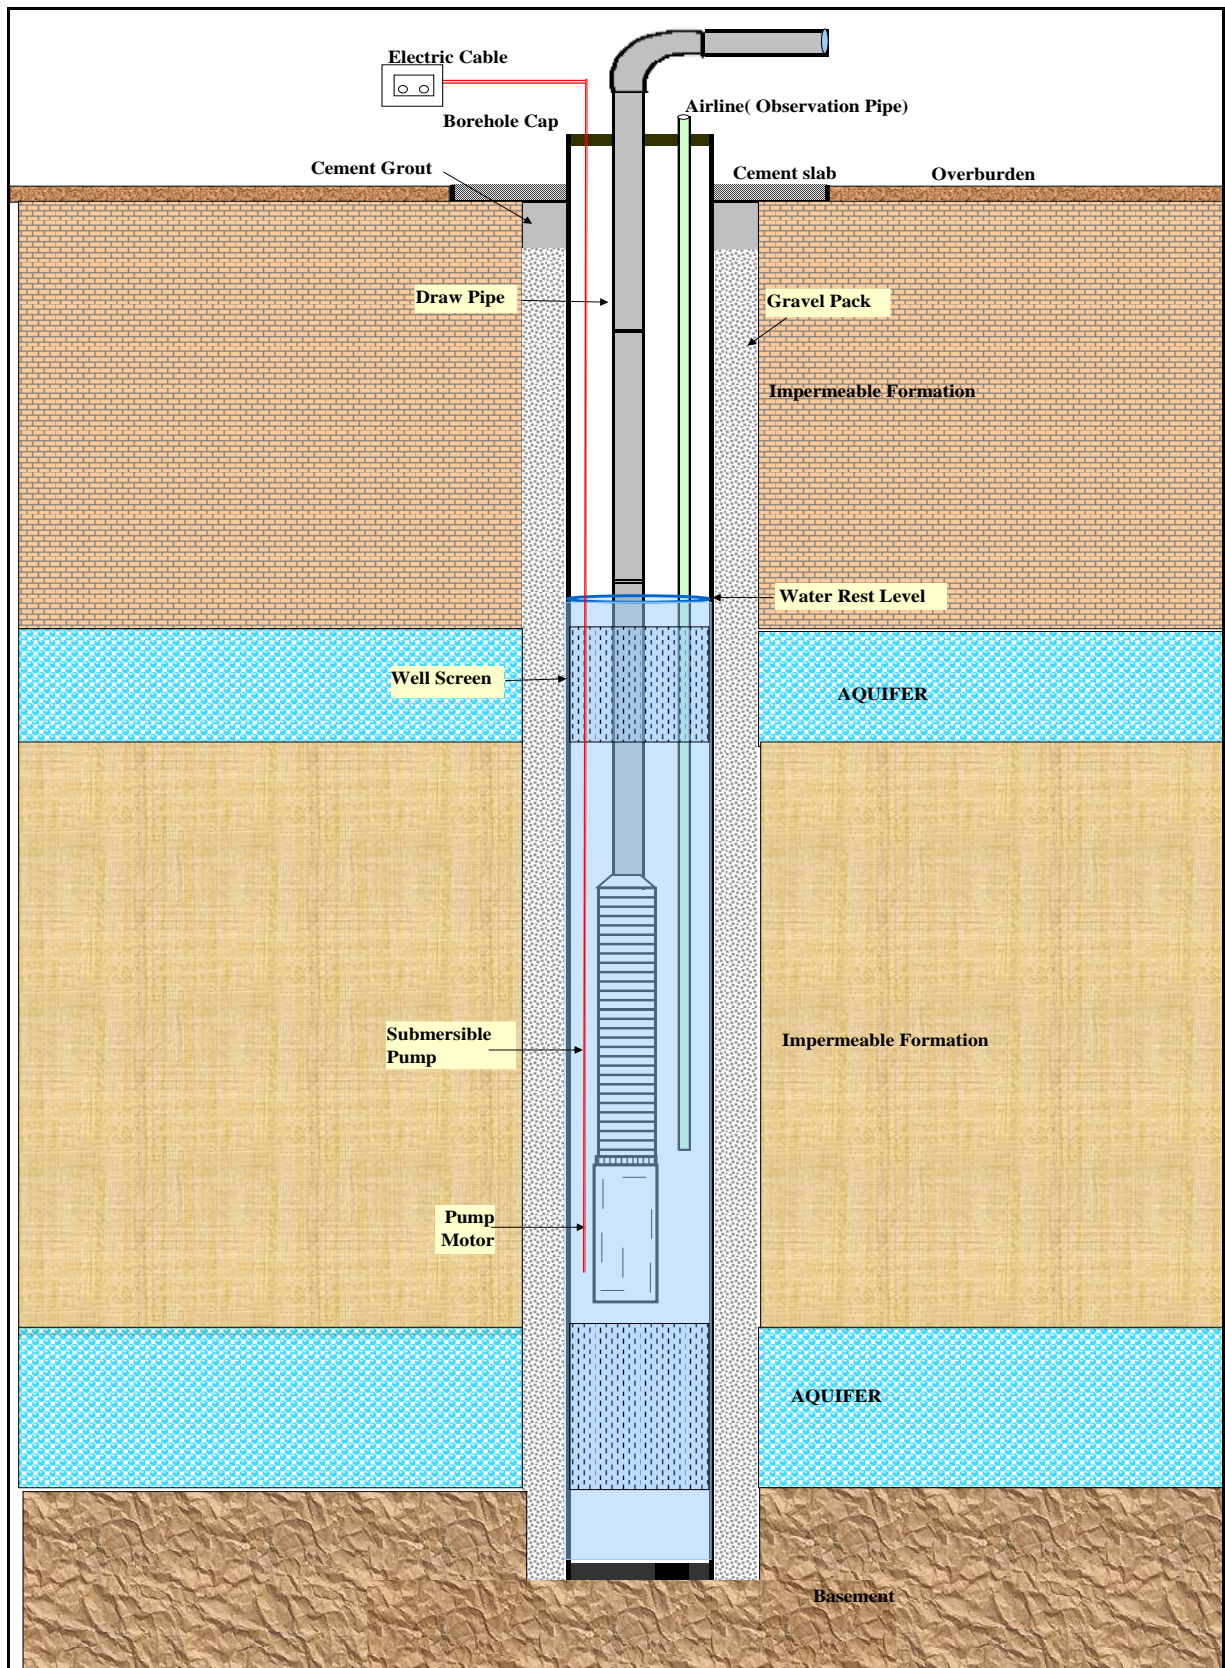 Electric Cable
Airline( Observation Pipe)
Borehole Cap
Cement Grout
Cement slab
Overburden
Draw Pipe
Gravel Pack
Impermeable Formation
Water Rest Level
Well Screen
AQUIFER
Submersible
Pump
Impermeable Formation
Pump
Motor
AQUIFER
Basement